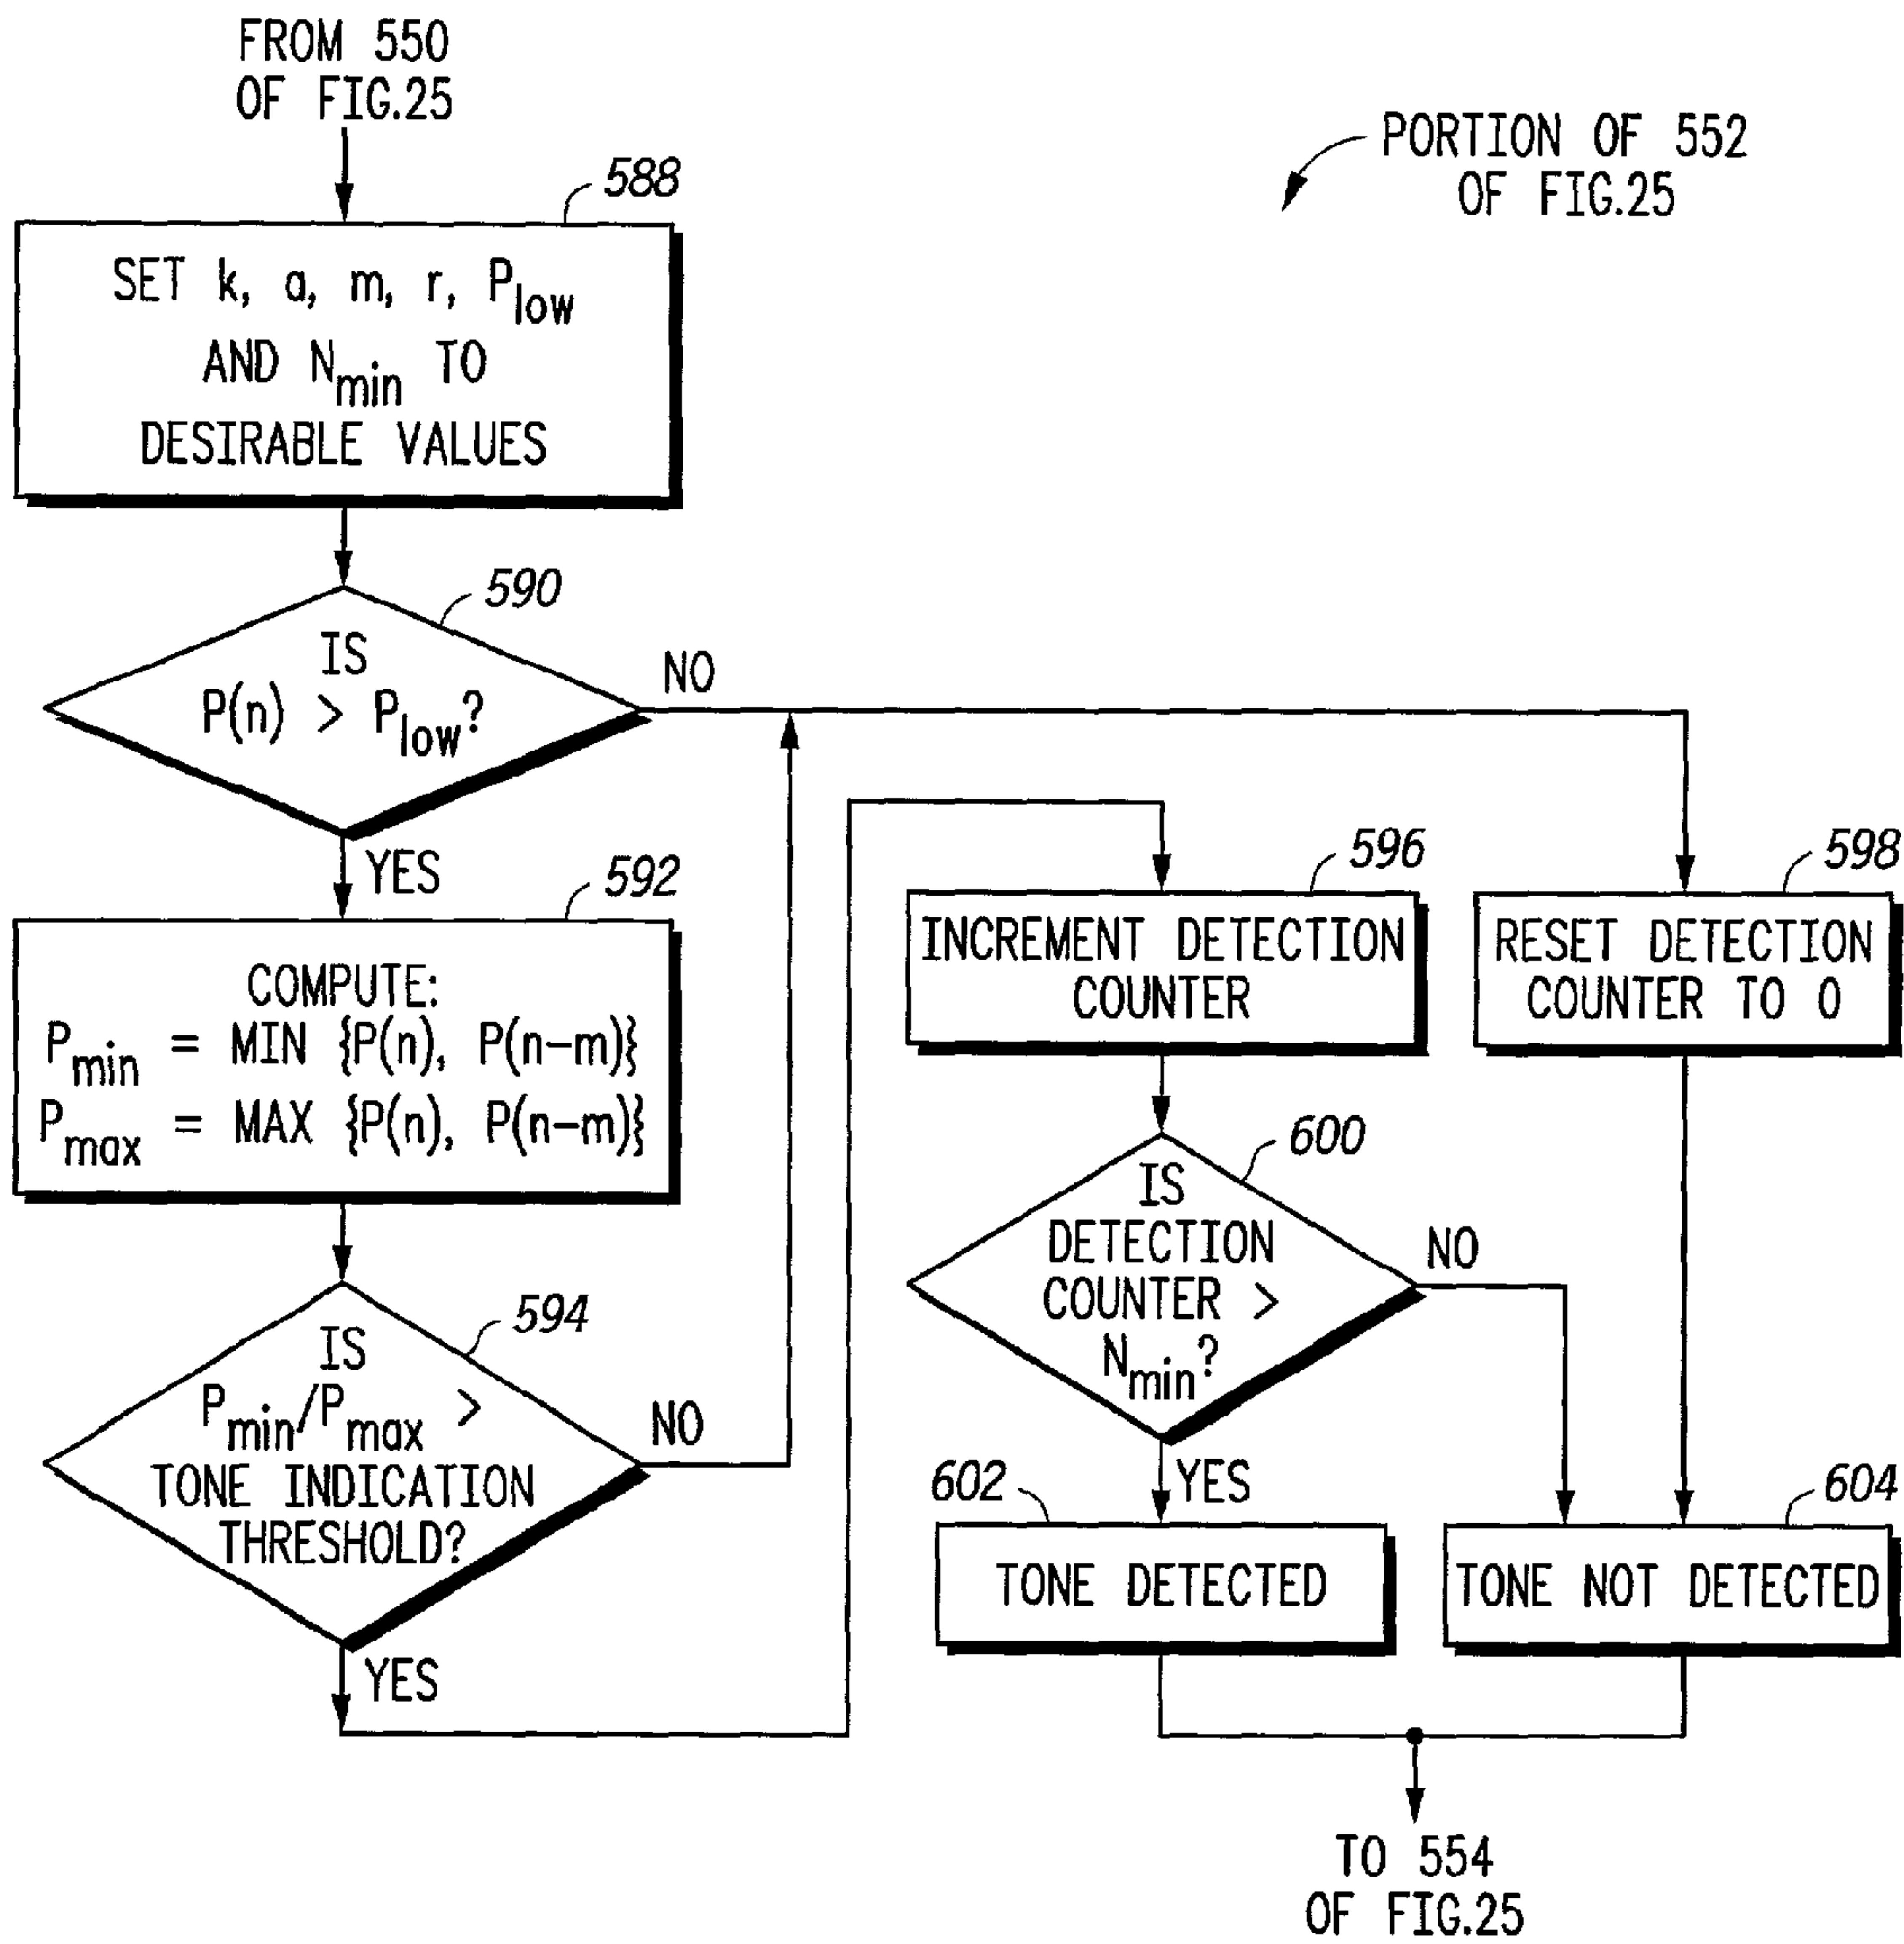 FROM 550
OF FIG.25
PORTION OF 552
OF FIG.25
588
SET k, a, m, r, Plow
AND Nmin TO
DESIRABLE VALUES
590
IS
P(n) > Plow?
NO
YES
592
COMPUTE:
Pmin = MIN {P(n), P(n-m)}
Pmax = MAX {P(n), P(n-m)}
594
IS
Pmin/Pmax >
TONE INDICATION
THRESHOLD?
NO
YES
596
INCREMENT DETECTION
COUNTER
598
RESET DETECTION
COUNTER TO 0
600
IS
DETECTION
COUNTER >
Nmin?
NO
YES
602
TONE DETECTED
604
TONE NOT DETECTED
TO 554
OF FIG.25